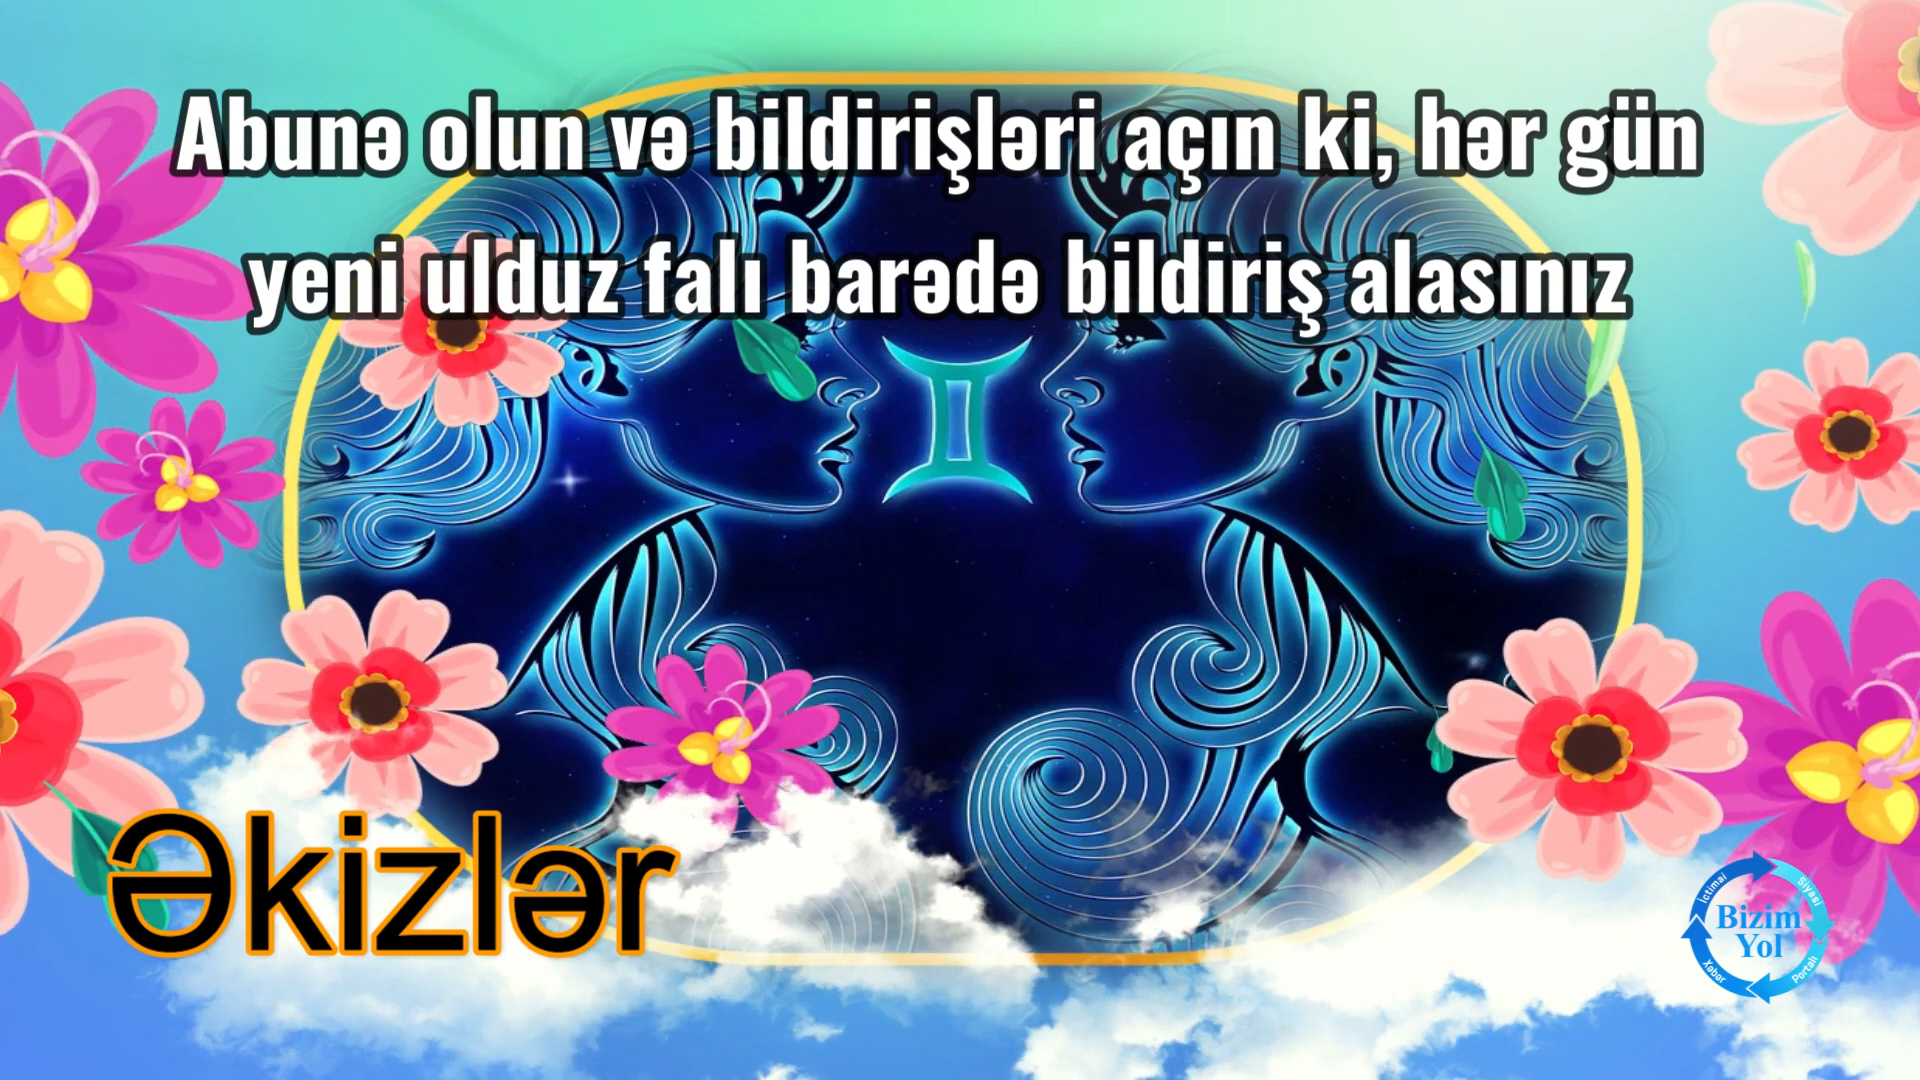 Abunə olun və bildirişləri açın ki, hər gün
yeni ulduz falı barədə bildiriş alasınız
Əkizlər
İctimai
Siyasi
Bizim
Yol
Xəbər
Portalı